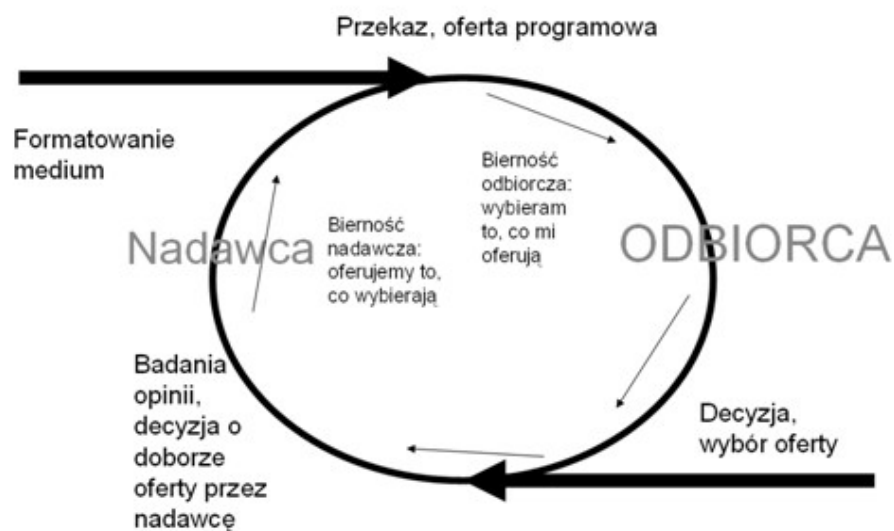 Przekaz, oferta programowa
Formatowanie
medium
Bierność
odbiorcza:
wybieram
to, co mi
oferują
Nadawca
Bierność
nadawcza:
oferujemy to,
co wybierają
ODBIORCA
Badania
opinii,
decyzja o
doborze
oferty przez
nadawcę
Decyzja,
wybór oferty